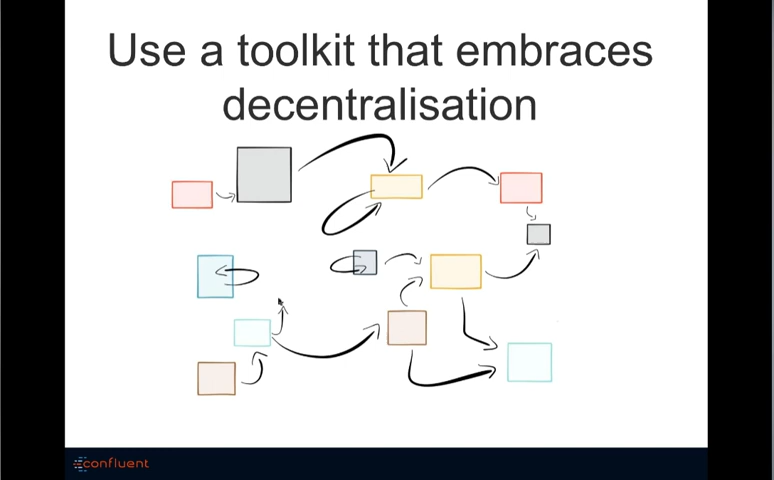 Use a toolkit that embraces
decentralisation
confluent